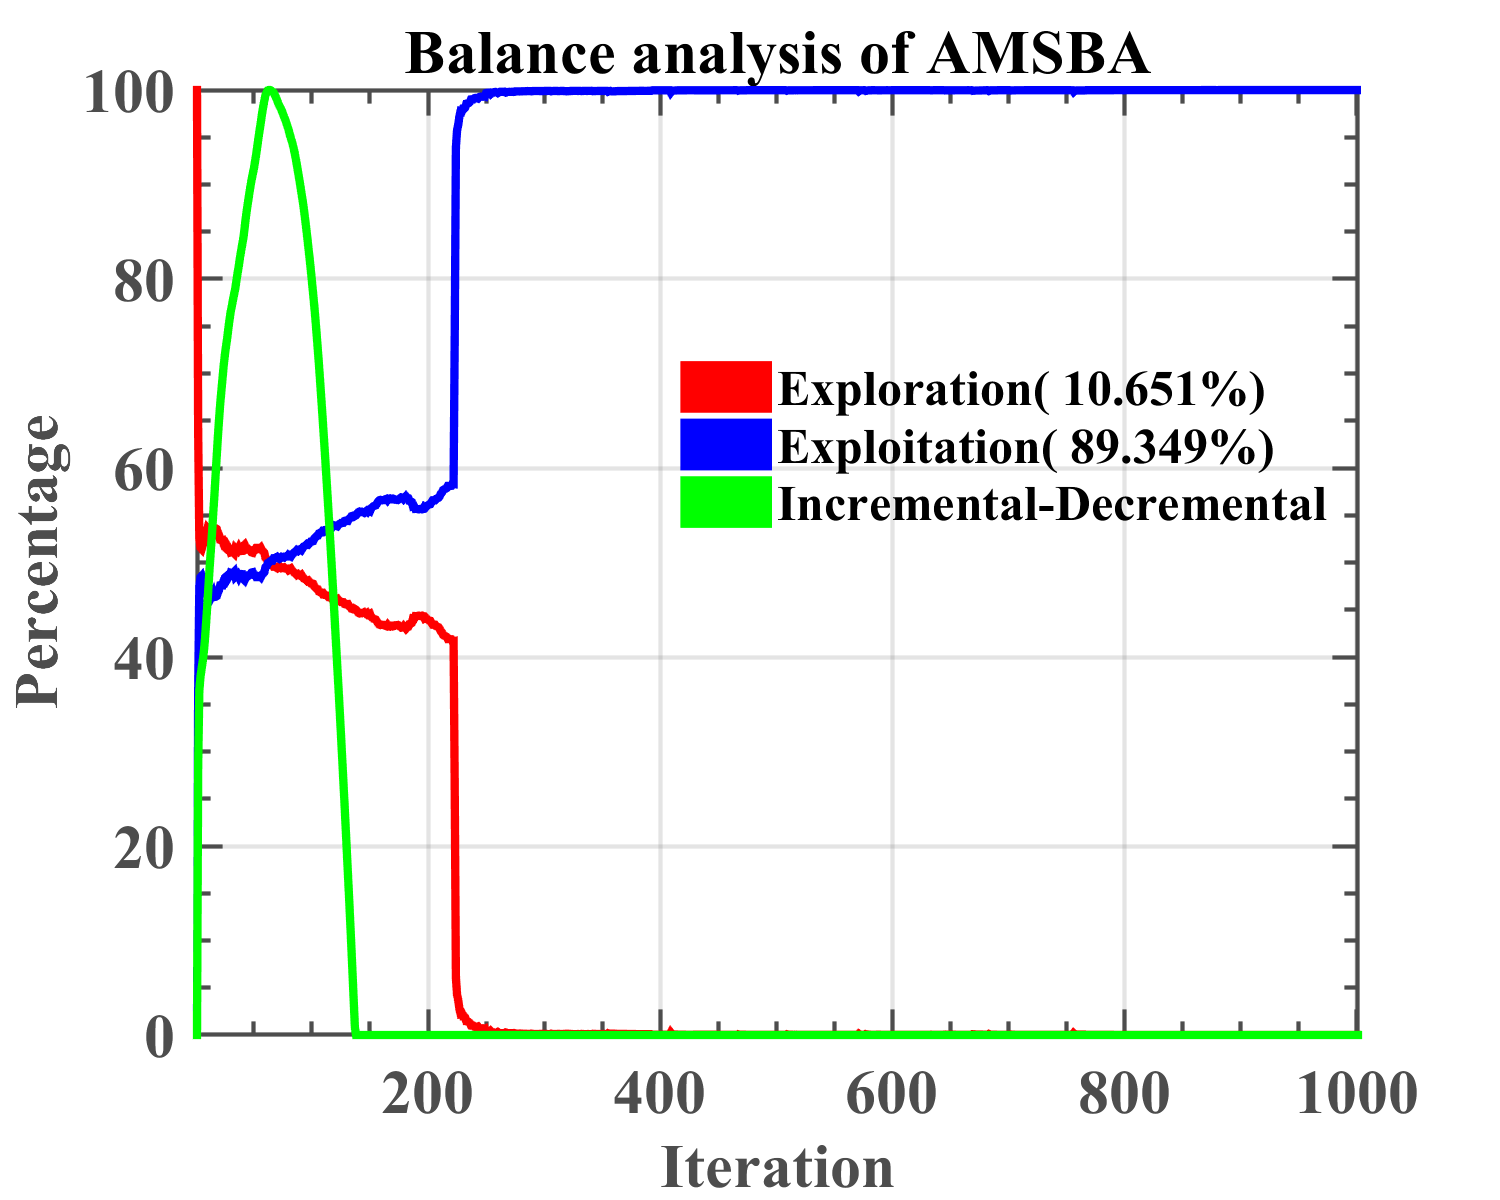 Balance analysis of AMSBA
100
80
60
40
20
0
Percentage
Exploration( 10.651%)
Exploitation( 89.349%)
Incremental-Decremental
200 400 600 800 1000
Iteration